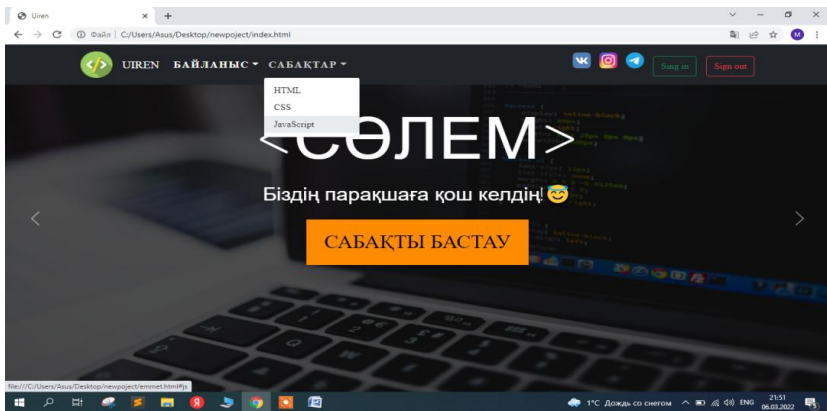 Uiren
Файл | C:/Users/Asus/Desktop/newpoject/index.html
М
UIREN БАЙЛАНЫС САБАҚТАР Sing in Sign out
HTML
CSS
JavaScript
<СӘЛЕМ>
Біздің парақшаға қош келдің!😇
САБАҚТЫ БАСТАУ
file:///C:/Users/Asus/Desktop/newpoject/emmet.html#js
1°C Дождь со снегом ENG 21:51
06.03.2022